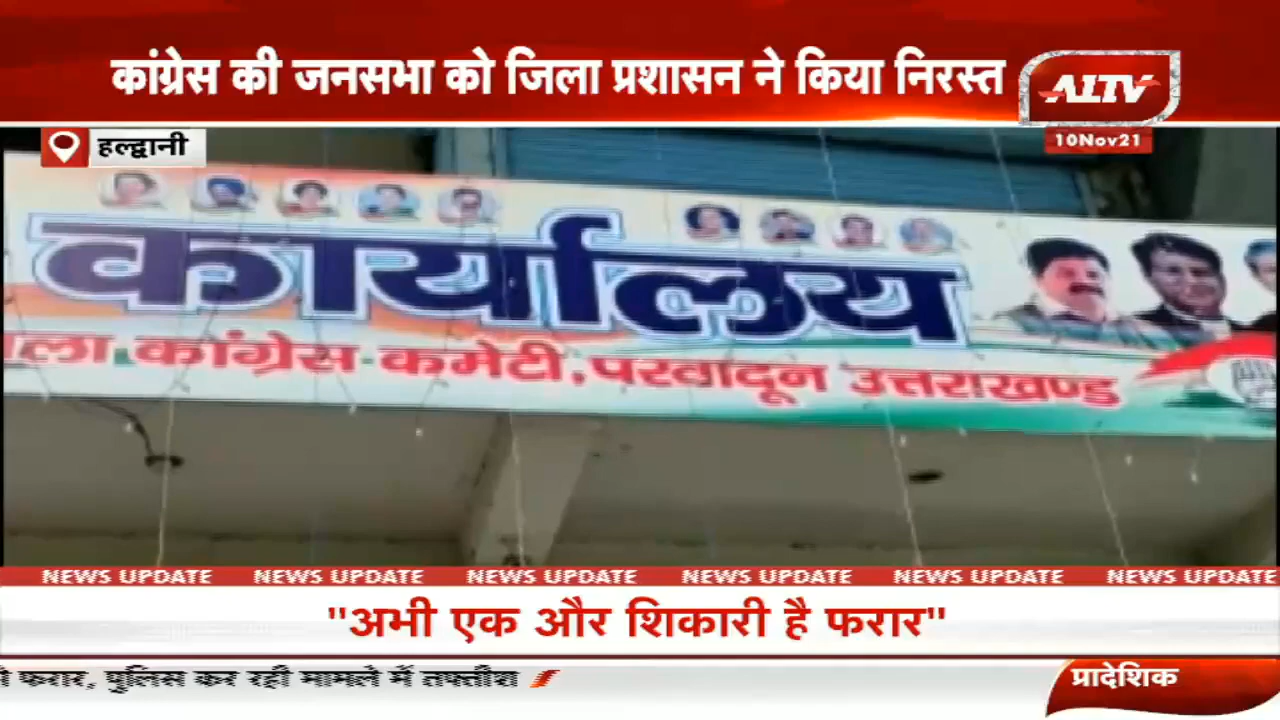 कांग्रेस की जनसभा को जिला प्रशासन ने किया निरस्त
ALTV
10Nov21
हल्द्वानी
कार्यालय
ला कांग्रेस कमेटी, परवादून उत्तराखण्ड
NEWS UPDATE NEWS UPDATE NEWS UPDATE NEWS UPDATE NEWS UPDATE NEWS UPDATE
"अभी एक और शिकारी है फरार"
फरार, पुलिस कर रही मामले में तफ्तीश
प्रादेशिक